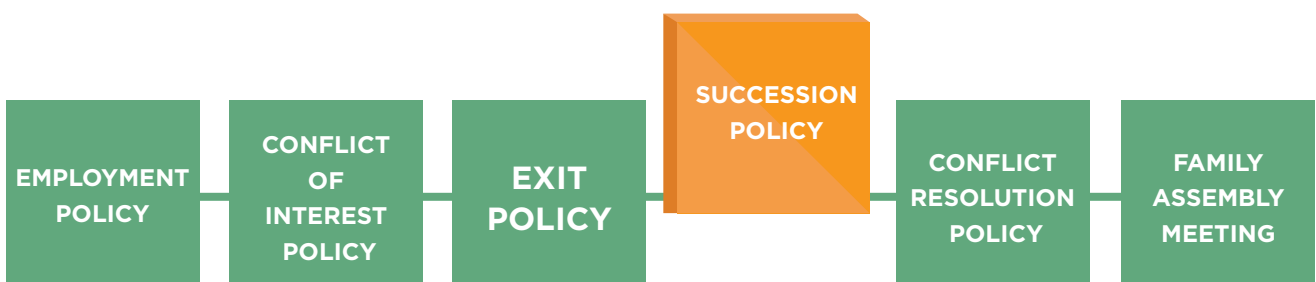 EMPLOYMENT
POLICY
CONFLICT
OF
INTEREST
POLICY
EXIT
POLICY
SUCCESSION
POLICY
CONFLICT
RESOLUTION
POLICY
FAMILY
ASSEMBLY
MEETING